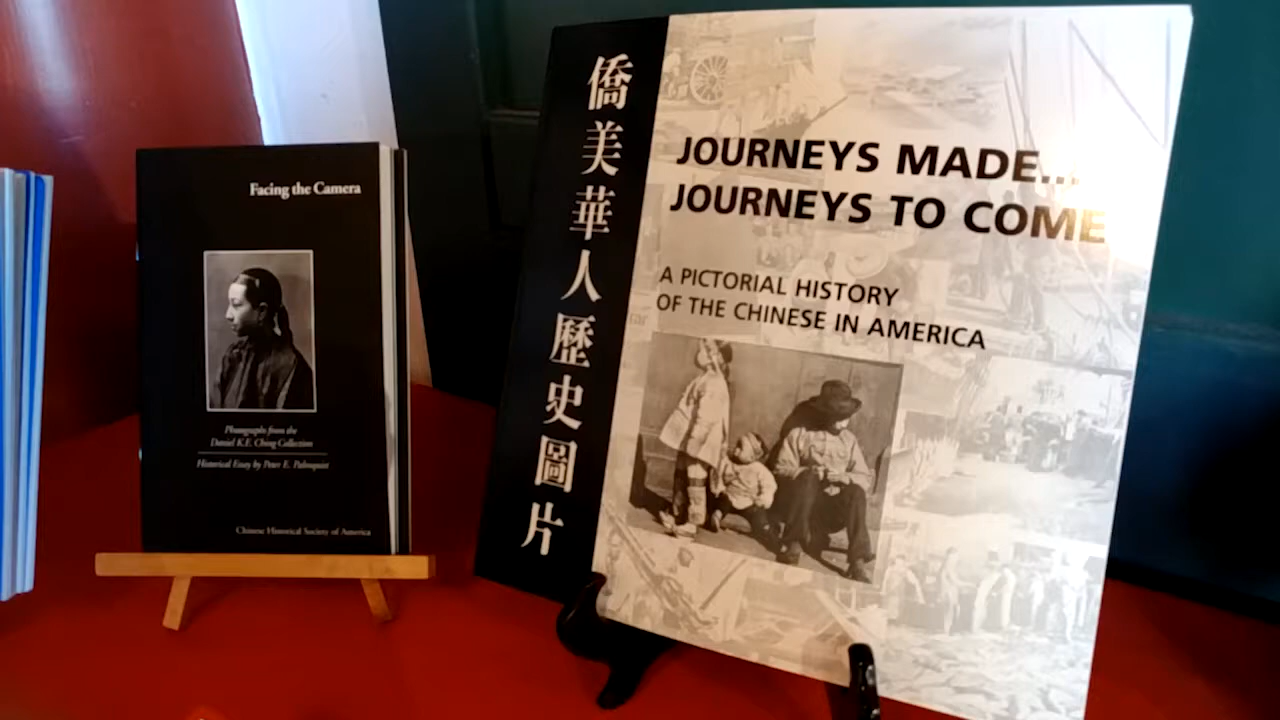 Facing the Camera
Photographs from the
Daniel K.E. Ching Collection
Historical Essay by Peter E. Palmquist
Chinese Historical Society of America
僑美華人歷史圖片
JOURNEYS MADE...
JOURNEYS TO COME
A PICTORIAL HISTORY
OF THE CHINESE IN AMERICA